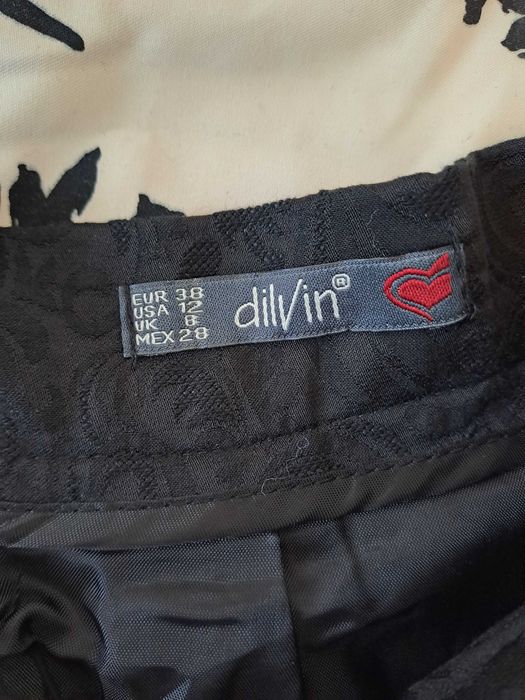 EUR 38
USA 12
UK 8
MEX 28
dilvin®